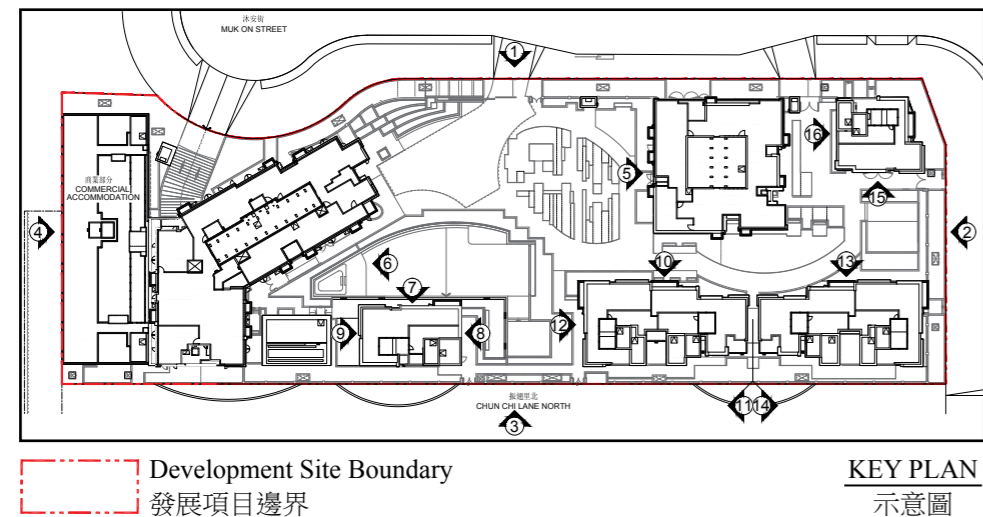 沐安街
MUK ON STREET
1
16
商業部分
COMMERCIAL
ACCOMMODATION
5
15
4
2
6
10
13
7
9
8
12
11 14
振翅里北
CHUN CHI LANE NORTH
3
Development Site Boundary
發展項目邊界
KEY PLAN
示意圖